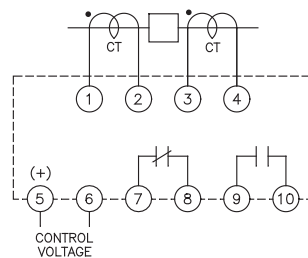 CT CT
1 2 3 4
(+)
5 6 7 8 9 10
CONTROL
VOLTAGE